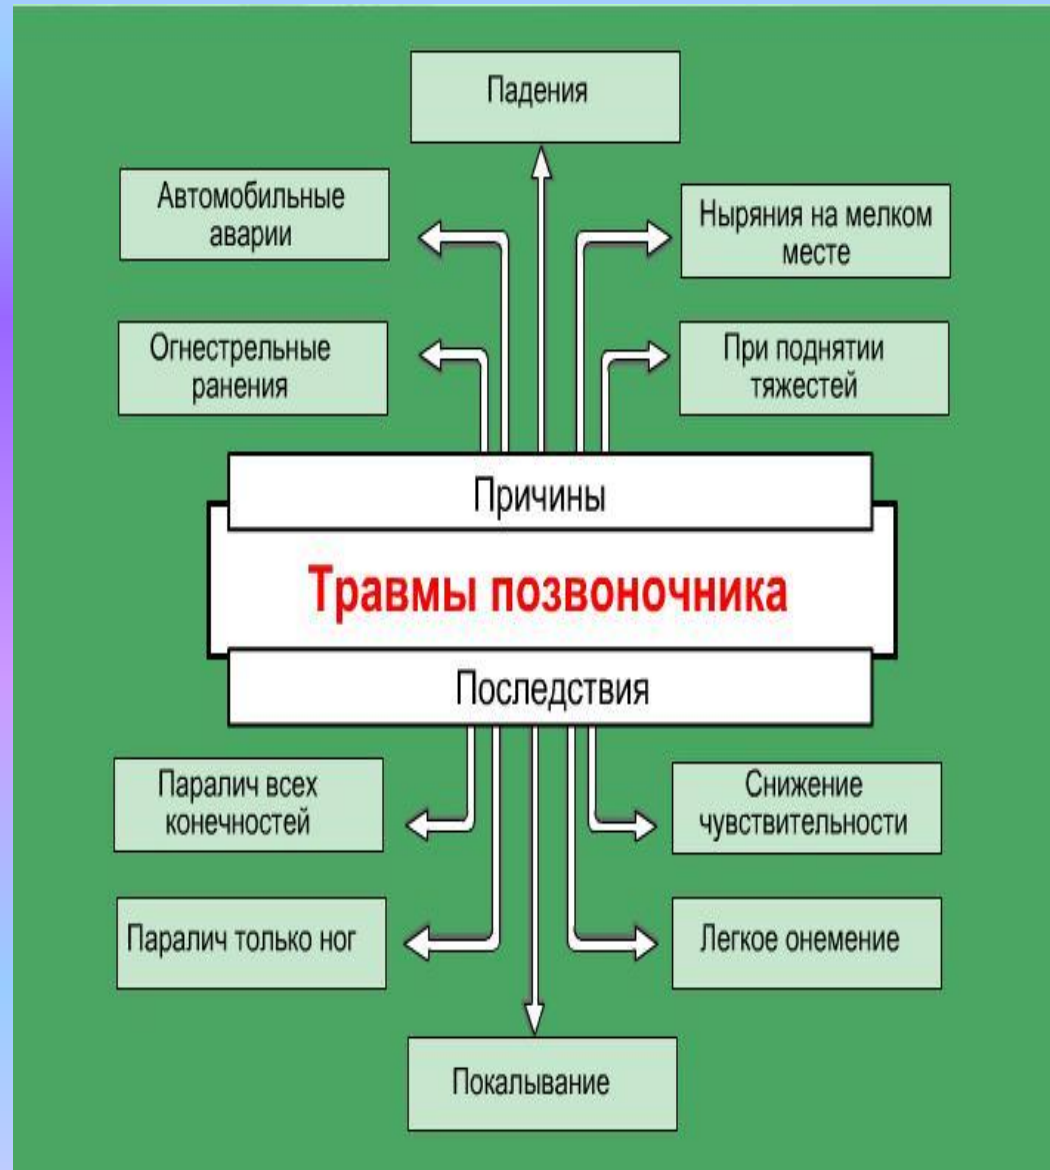 Падения
Автомобильные
аварии
Ныряния на мелком
месте
Огнестрельные
ранения
При поднятии
тяжестей
Причины
Травмы позвоночника
Последствия
Паралич всех
конечностей
Снижение
чувствительности
Паралич только ног
Легкое онемение
Покалывание